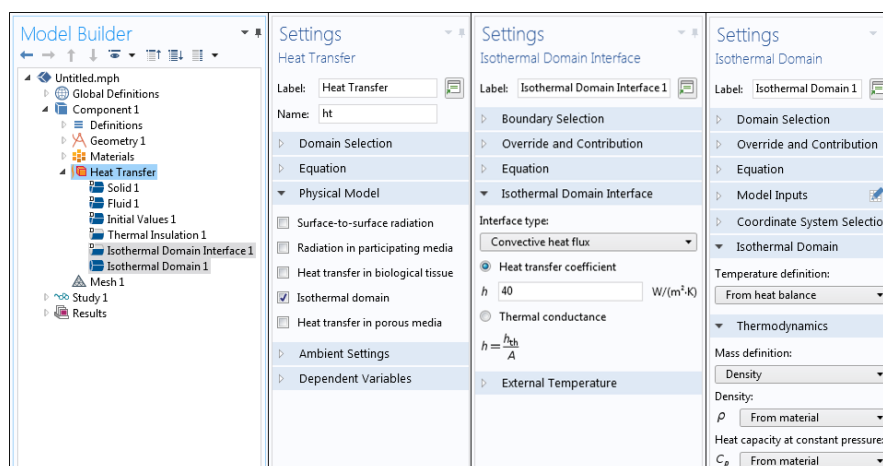 Model Builder
Untitled.mph
Global Definitions
Component 1
Definitions
Geometry 1
Materials
Heat Transfer
Solid 1
Fluid 1
Initial Values 1
Thermal Insulation 1
Isothermal Domain Interface 1
Isothermal Domain 1
Mesh 1
Study 1
Results
Settings
Heat Transfer
Label: Heat Transfer
Name: ht
Domain Selection
Equation
Physical Model
Surface-to-surface radiation
Radiation in participating media
Heat transfer in biological tissue
Isothermal domain
Heat transfer in porous media
Ambient Settings
Dependent Variables
Settings
Isothermal Domain Interface
Label: Isothermal Domain Interface 1
Boundary Selection
Override and Contribution
Equation
Isothermal Domain Interface
Interface type:
Convective heat flux
Heat transfer coefficient
h 40 W/(m²·K)
Thermal conductance
h = h_th / A
External Temperature
Settings
Isothermal Domain
Label: Isothermal Domain 1
Domain Selection
Override and Contribution
Equation
Model Inputs
Coordinate System Selectio
Isothermal Domain
Temperature definition:
From heat balance
Thermodynamics
Mass definition:
Density
Density:
ρ From material
Heat capacity at constant pressure:
Cp From material